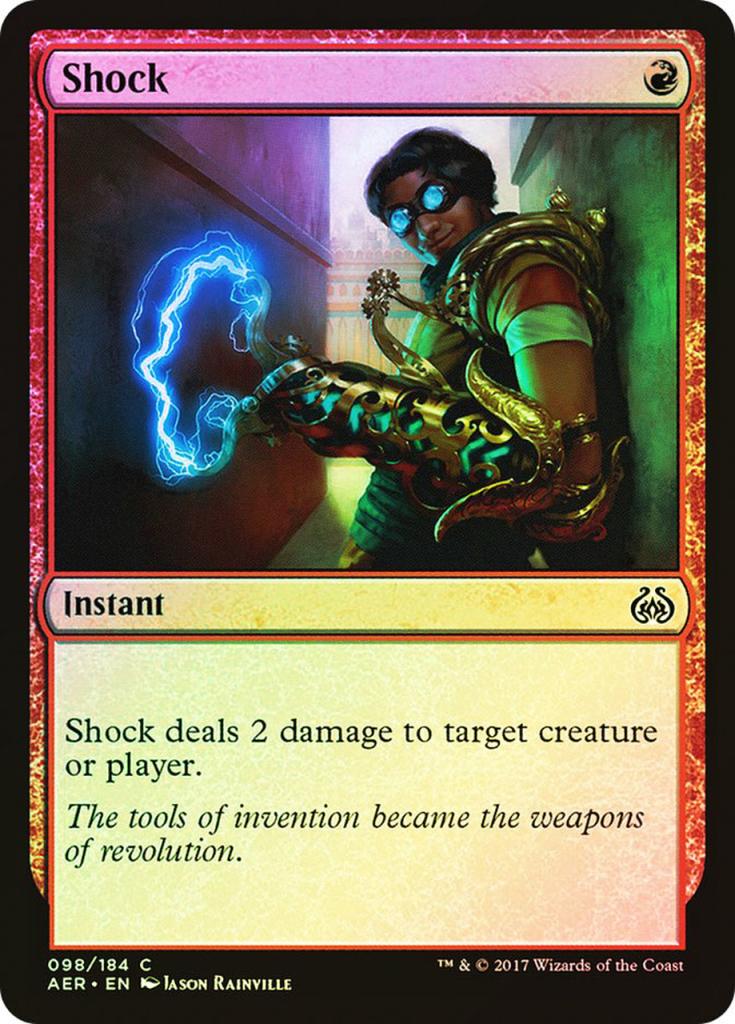 Shock
Instant
Shock deals 2 damage to target creature
or player.
The tools of invention became the weapons
of revolution.
098/184 C
AER • EN Jason Rainville
™ & © 2017 Wizards of the Coast